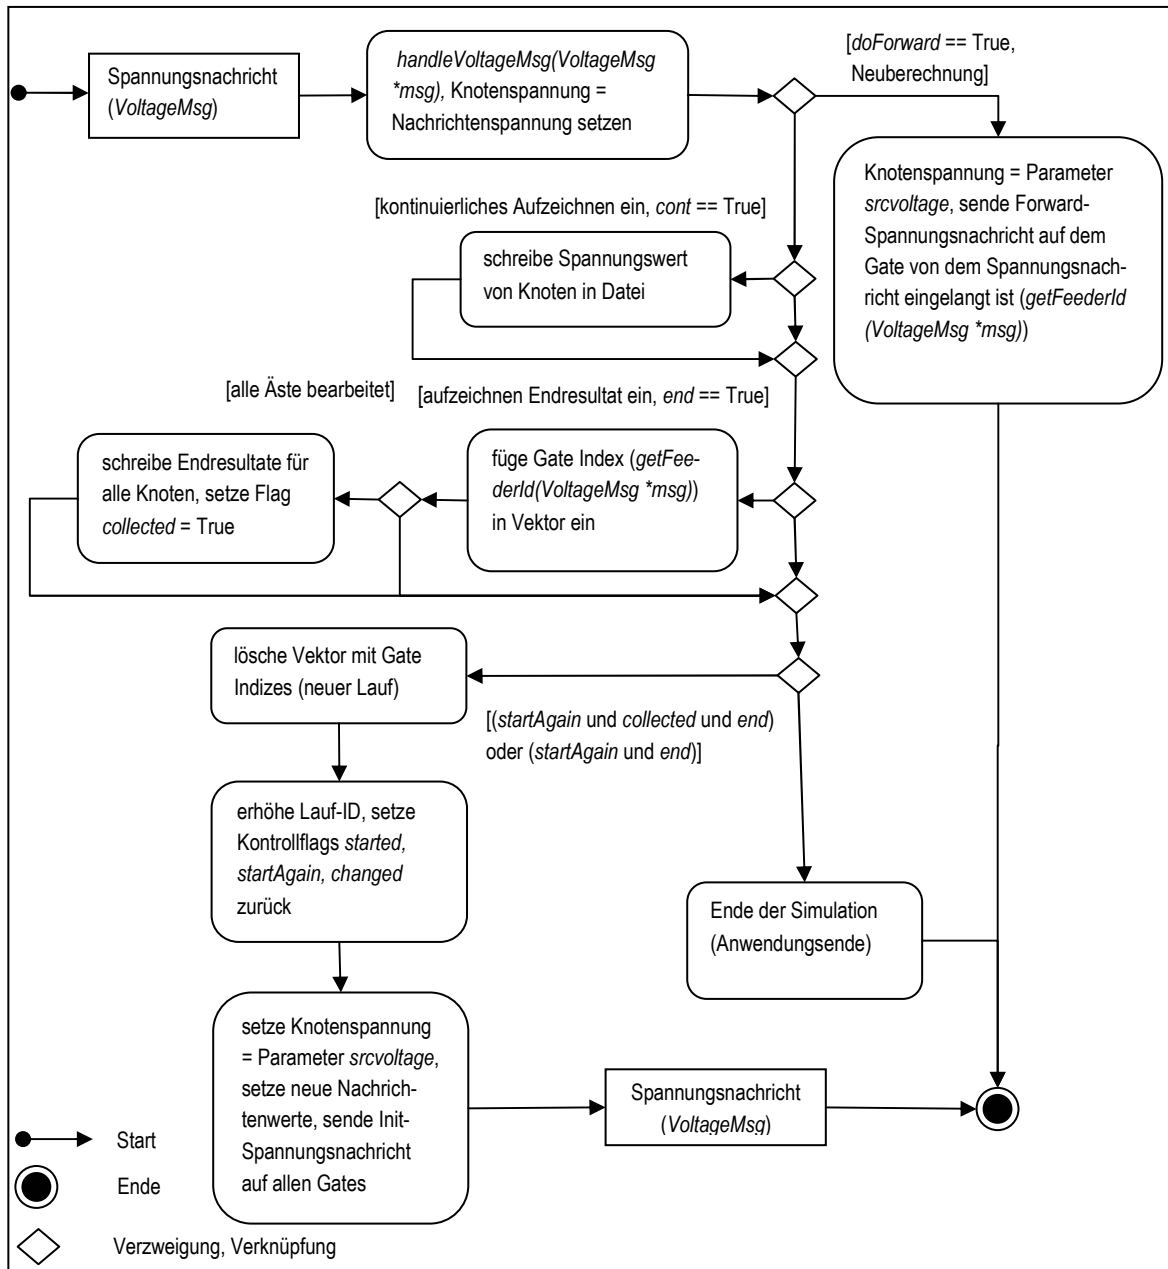 Spannungsnachricht
(VoltageMsg)
handleVoltageMsg(VoltageMsg
*msg), Knotenspannung =
Nachrichtenspannung setzen
[doForward == True,
Neuberechnung]
Knotenspannung = Parameter
srcvoltage, sende Forward-
Spannungsnachricht auf dem
Gate von dem Spannungsnach-
richt eingelangt ist (getFeederId
(VoltageMsg *msg))
[kontinuierliches Aufzeichnen ein, cont == True]
schreibe Spannungswert
von Knoten in Datei
[alle Äste bearbeitet]
[aufzeichnen Endresultat ein, end == True]
schreibe Endresultate für
alle Knoten, setze Flag
collected = True
füge Gate Index (getFee-
derId(VoltageMsg *msg))
in Vektor ein
lösche Vektor mit Gate
Indizes (neuer Lauf)
[(startAgain und collected und end)
oder (startAgain und end)]
erhöhe Lauf-ID, setze
Kontrollflags started,
startAgain, changed
zurück
Ende der Simulation
(Anwendungsende)
setze Knotenspannung
= Parameter srcvoltage,
setze neue Nachrich-
tenwerte, sende Init-
Spannungsnachricht
auf allen Gates
Spannungsnachricht
(VoltageMsg)
Start
Ende
Verzweigung, Verknüpfung